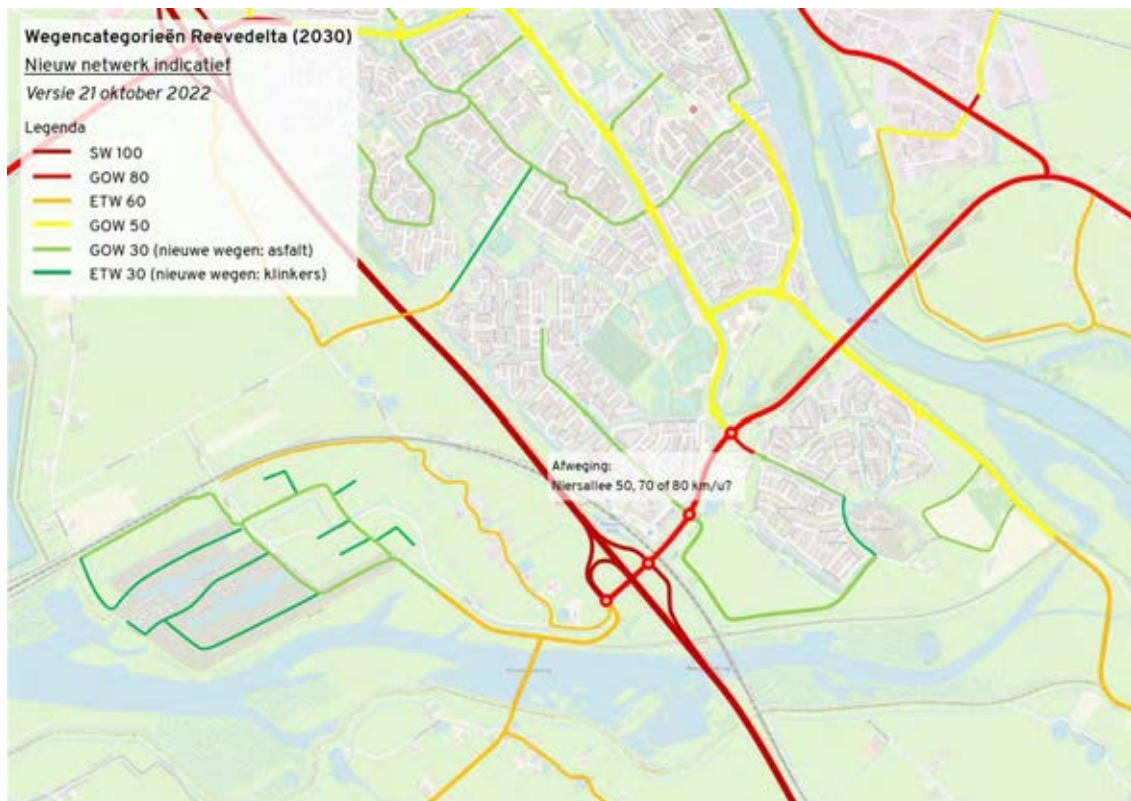 Wegencategorieën Reevedelta (2030)
Nieuw netwerk indicatief
Versie 21 oktober 2022
Legenda
SW 100
GOW 80
ETW 60
GOW 50
GOW 30 (nieuwe wegen: asfalt)
ETW 30 (nieuwe wegen: klinkers)
Afweging:
Niersallee 50, 70 of 80 km/u?